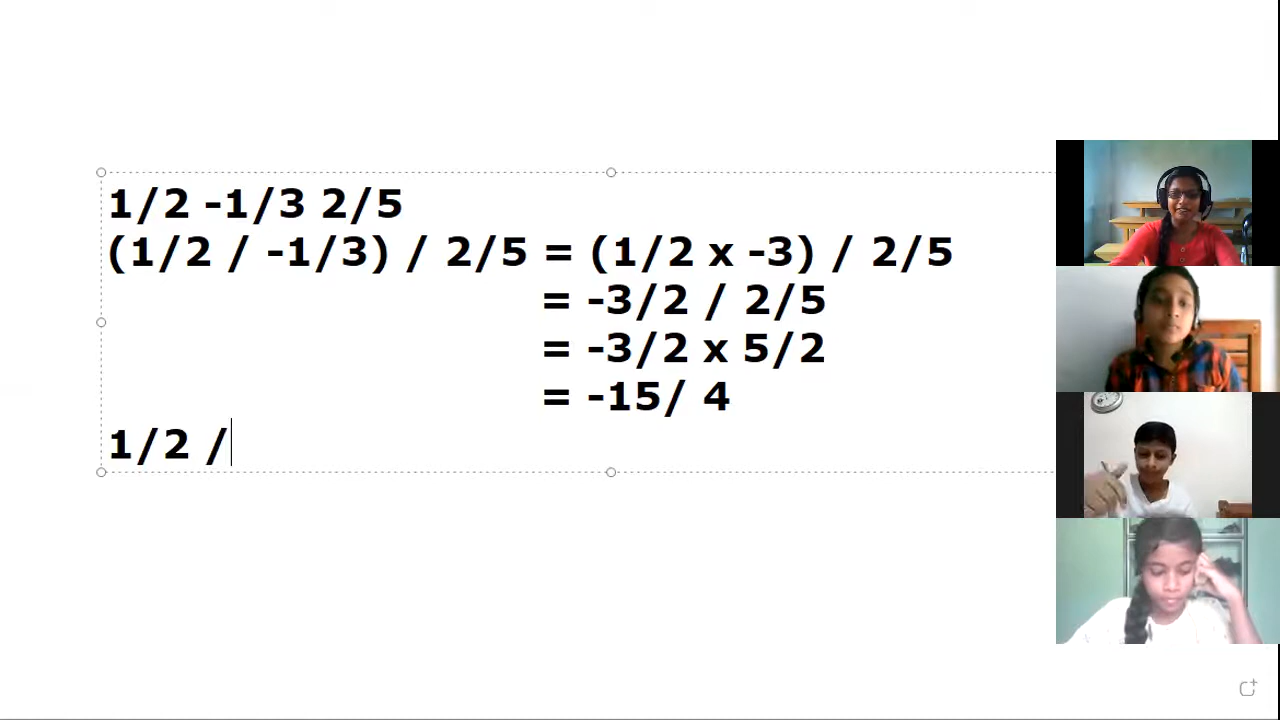 1/2 -1/3 2/5
(1/2 / -1/3) / 2/5 = (1/2 x -3) / 2/5
= -3/2 / 2/5
= -3/2 x 5/2
= -15/ 4
1/2 /